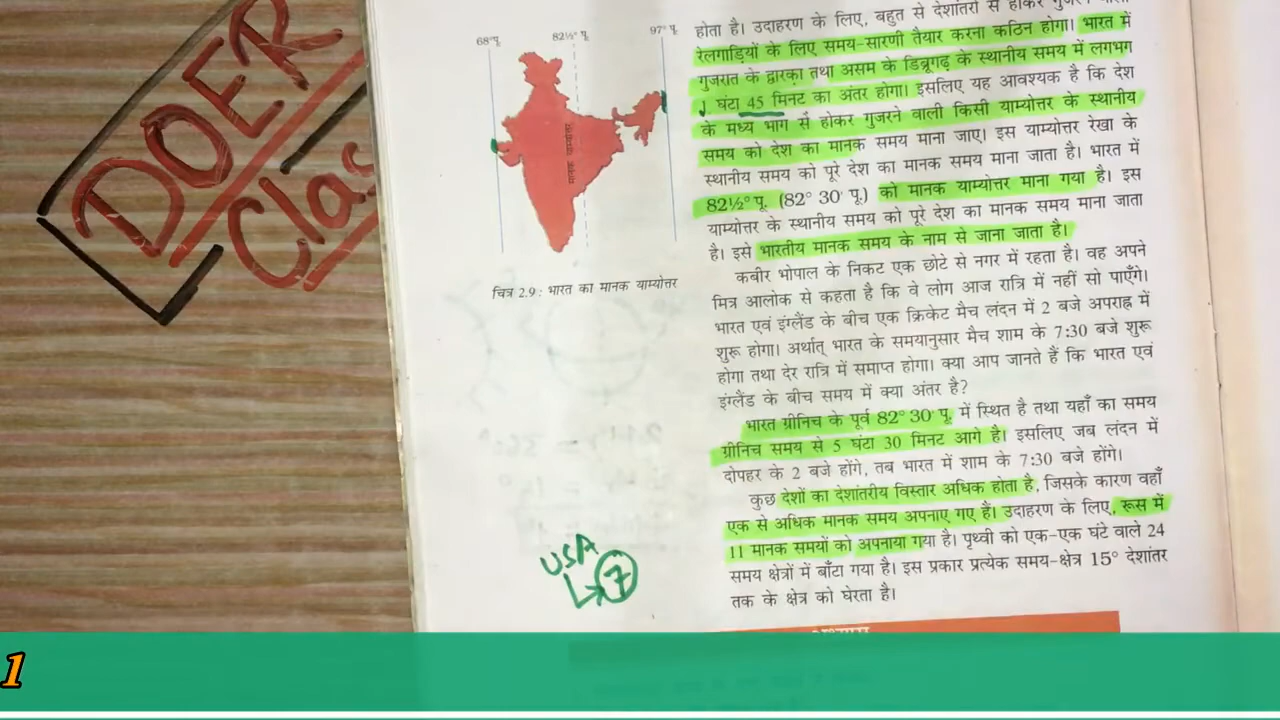 DOER
Clas
68°पू.
82½° पू.
97° पू.
चित्र 2.9 : भारत का मानक याम्योत्तर
USA
7
होता है। उदाहरण के लिए, बहुत से देशांतरों से होकर गुजरने वाली
रेलगाड़ियों के लिए समय-सारणी तैयार करना कठिन होगा। भारत में
गुजरात के द्वारका तथा असम के डिब्रूगढ़ के स्थानीय समय में लगभग
1 घंटा 45 मिनट का अंतर होगा। इसलिए यह आवश्यक है कि देश
के मध्य भाग से होकर गुजरने वाली किसी याम्योत्तर के स्थानीय
समय को देश का मानक समय माना जाए। इस याम्योत्तर रेखा के
स्थानीय समय को पूरे देश का मानक समय माना जाता है। भारत में
82½° पू. (82° 30' पू.) को मानक याम्योत्तर माना गया है। इस
याम्योत्तर के स्थानीय समय को पूरे देश का मानक समय माना जाता
है। इसे भारतीय मानक समय के नाम से जाना जाता है।
कबीर भोपाल के निकट एक छोटे से नगर में रहता है। वह अपने
मित्र आलोक से कहता है कि वे लोग आज रात्रि में नहीं सो पाएँगे।
भारत एवं इंग्लैंड के बीच एक क्रिकेट मैच लंदन में 2 बजे अपराह्न में
शुरू होगा। अर्थात् भारत के समयानुसार मैच शाम के 7:30 बजे शुरू
होगा तथा देर रात्रि में समाप्त होगा। क्या आप जानते हैं कि भारत एवं
इंग्लैंड के बीच समय में क्या अंतर है?
भारत ग्रीनिच के पूर्व 82° 30' पू. में स्थित है तथा यहाँ का समय
ग्रीनिच समय से 5 घंटा 30 मिनट आगे है। इसलिए जब लंदन में
दोपहर के 2 बजे होंगे, तब भारत में शाम के 7:30 बजे होंगे।
कुछ देशों का देशांतरीय विस्तार अधिक होता है, जिसके कारण वहाँ
एक से अधिक मानक समय अपनाए गए हैं। उदाहरण के लिए, रूस में
11 मानक समयों को अपनाया गया है। पृथ्वी को एक-एक घंटे वाले 24
समय क्षेत्रों में बाँटा गया है। इस प्रकार प्रत्येक समय-क्षेत्र 15° देशांतर
तक के क्षेत्र को घेरता है।
1